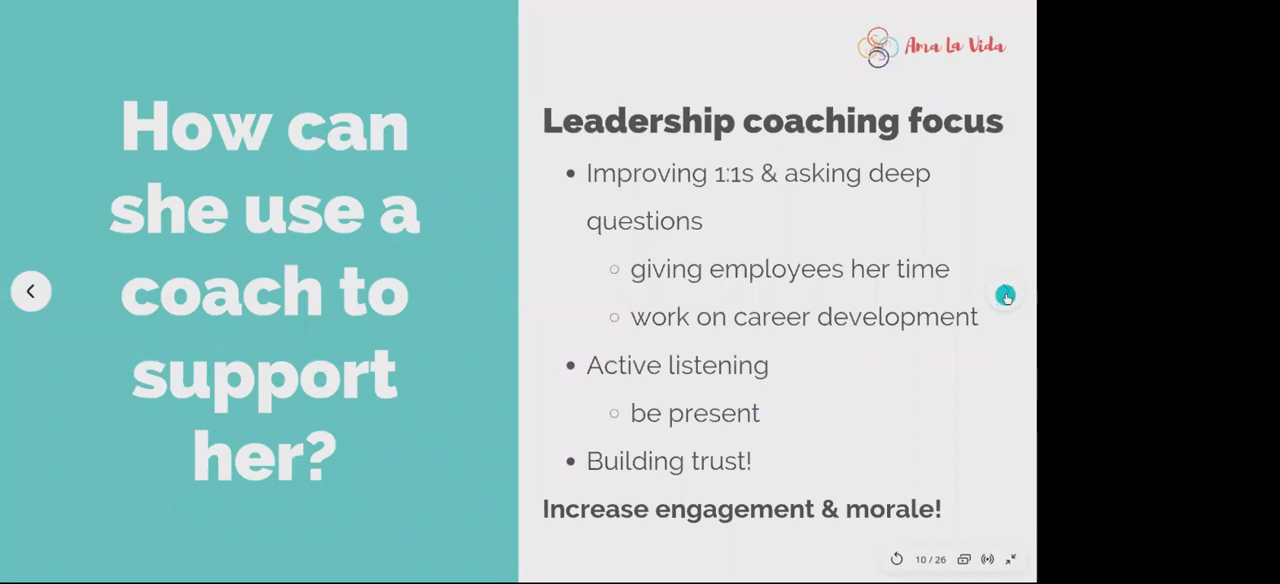 How can
she use a
coach to
support
her?
Ama La Vida
Leadership coaching focus
• Improving 1:1s & asking deep
questions
○ giving employees her time
○ work on career development
• Active listening
○ be present
• Building trust!
Increase engagement & morale!
10 / 26